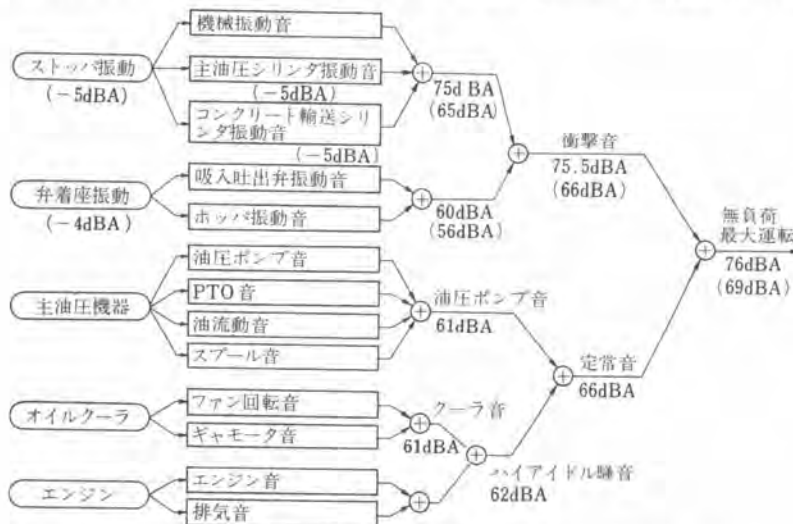 機械振動音
ストッパ振動
(−5dBA)
主油圧シリンダ振動音
(−5dBA)
コンクリート輸送シリ
ンダ振動音
(−5dBA)
75dBA
(65dBA)
衝撃音
75.5dBA
(66dBA)
弁着座振動
(−4dBA)
吸入吐出弁振動音
ホッパ振動音
60dBA
(56dBA)
無負荷
最大運転
76dBA
(69dBA)
主油圧機器
油圧ポンプ音
PTO音
油流動音
スプール音
油圧ポンプ音
61dBA
定常音
66dBA
オイルクーラ
ファン回転音
ギャモータ音
クーラ音
61dBA
ハイアイドル騒音
62dBA
エンジン
エンジン音
排気音